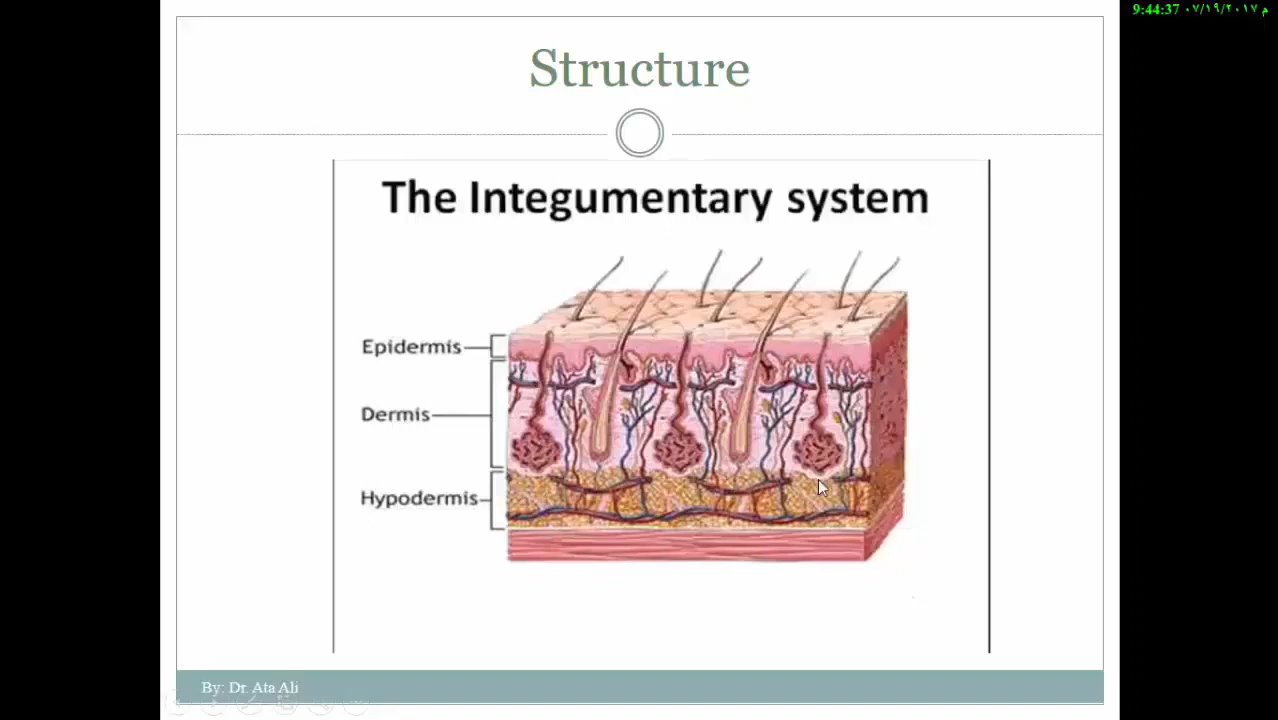 9:44:37 ٠٧/١٩/٢٠١٧ م
Structure
The Integumentary system
Epidermis
Dermis
Hypodermis
By: Dr. Ata Ali